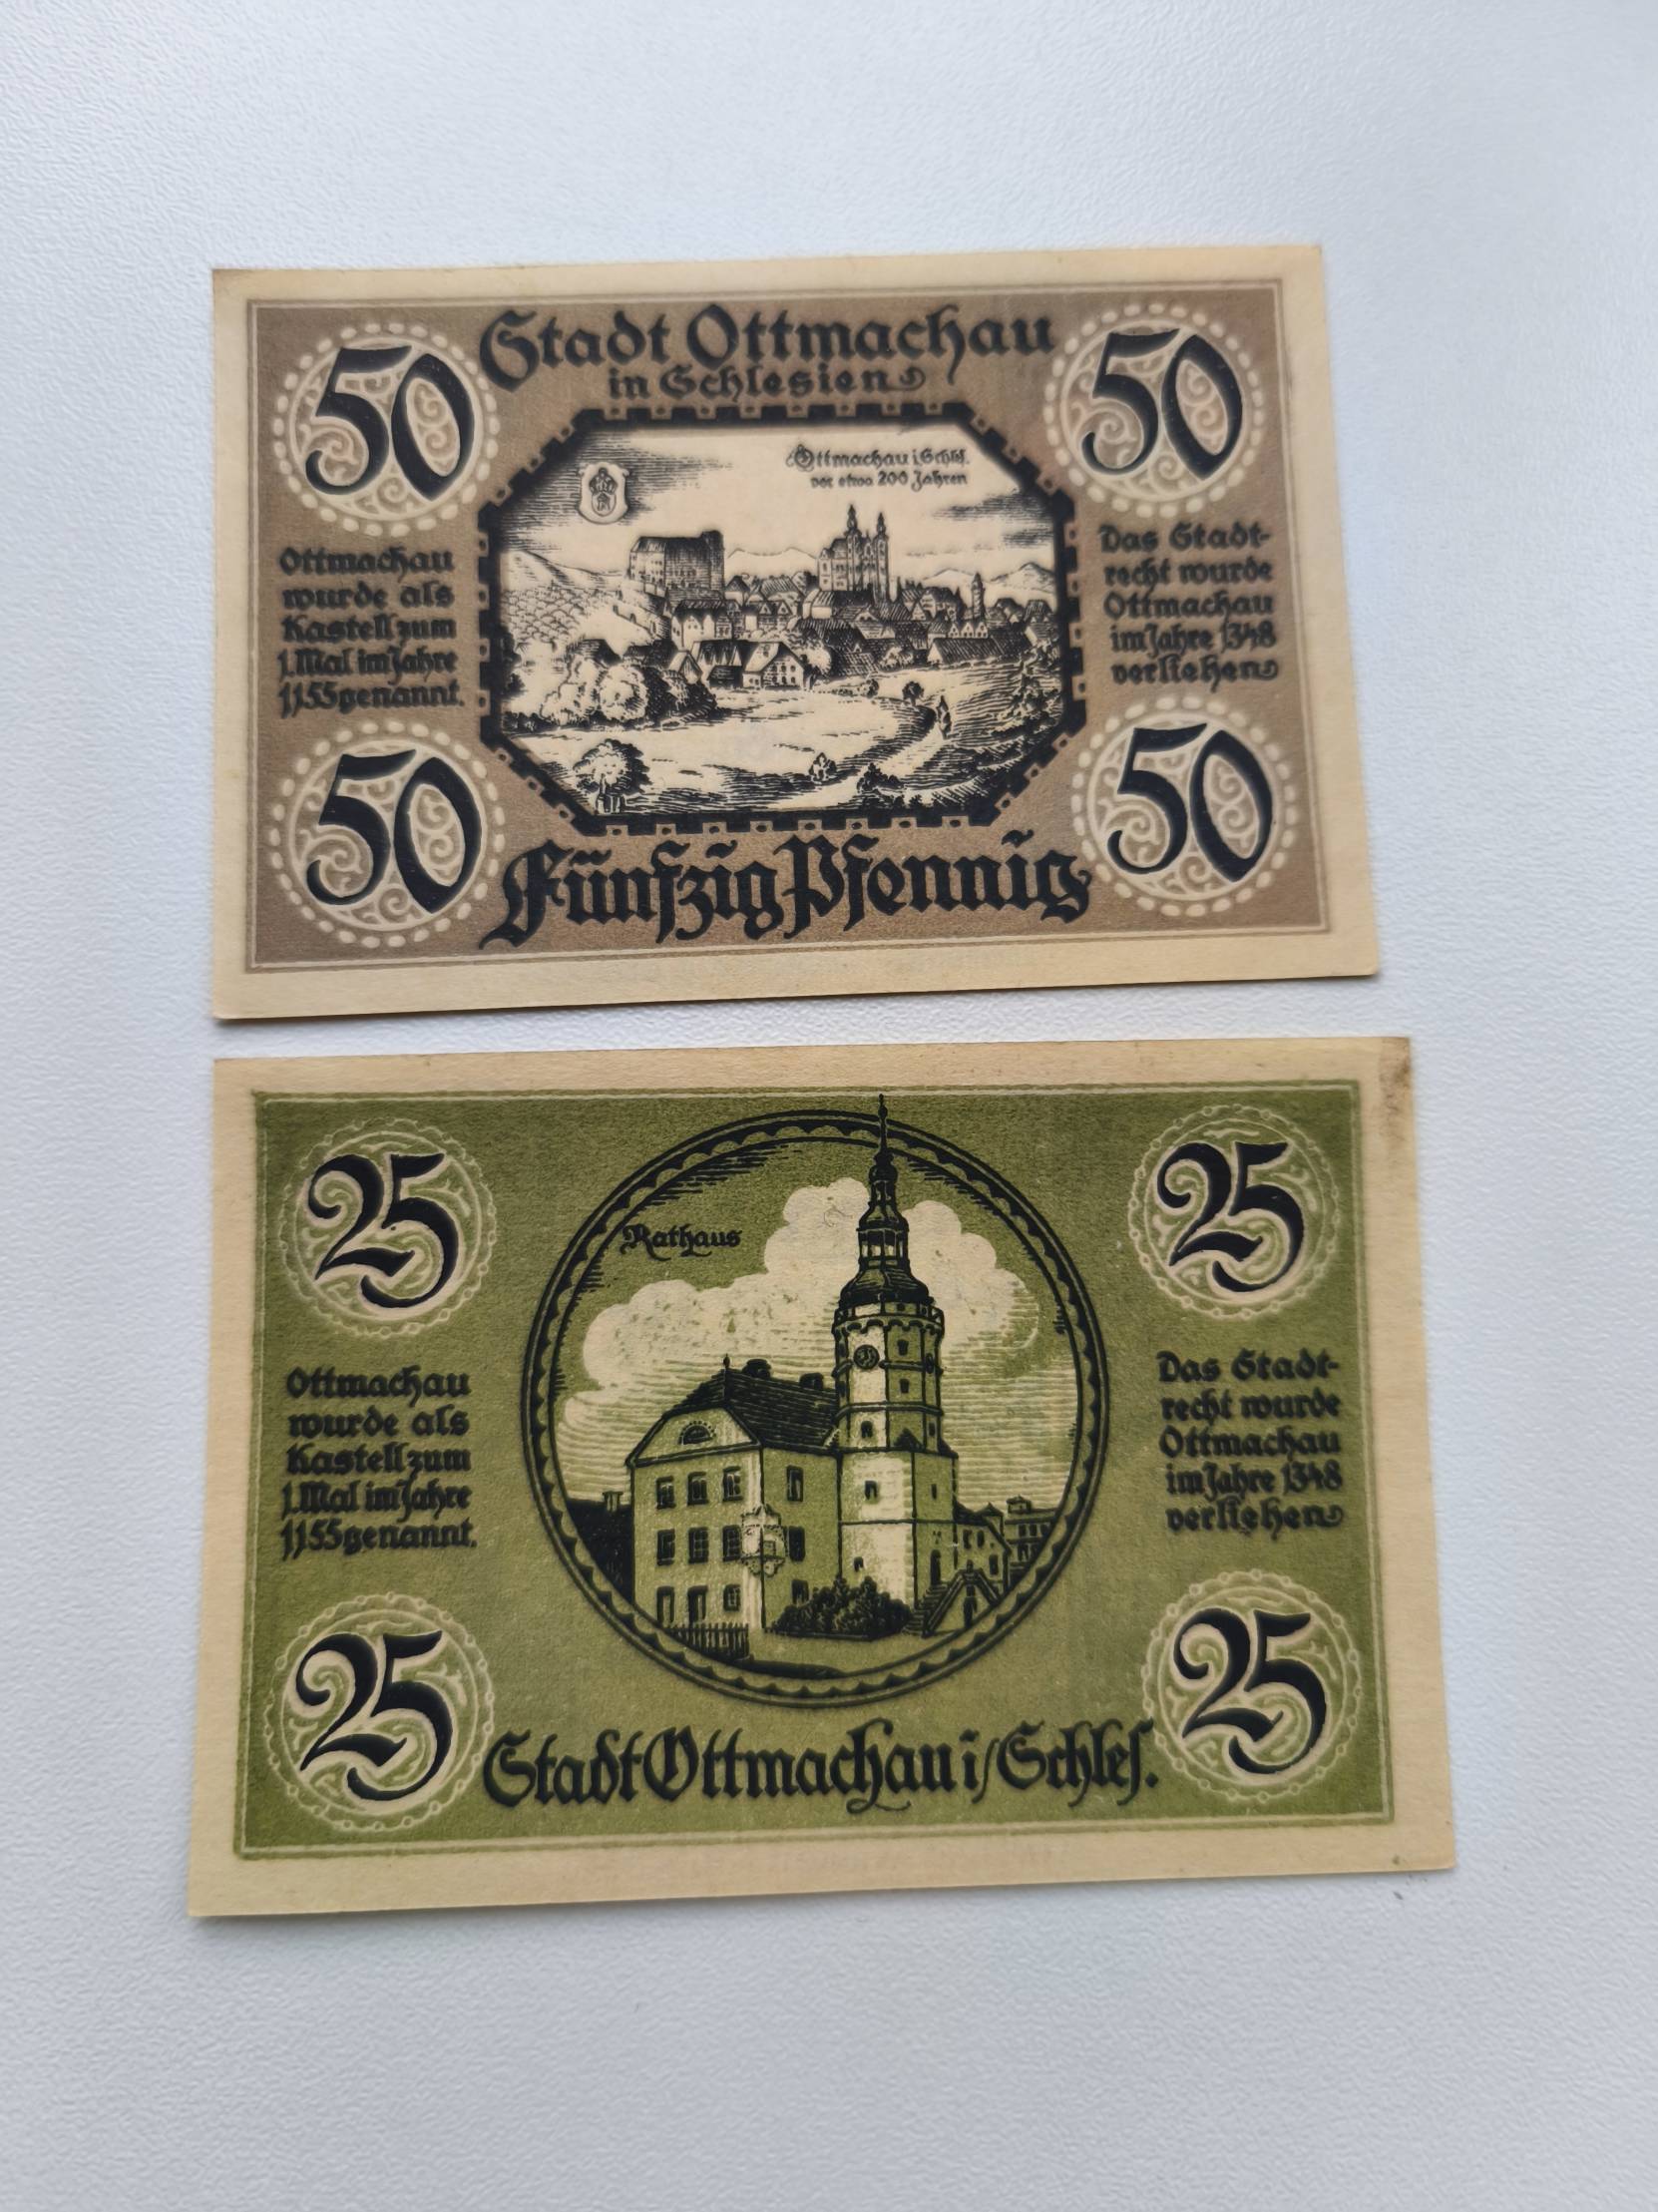 50
Stadt Ottmachau
in Schlesien
50
Ottmachau i. Schles.
vor etwa 200 Jahren
Ottmachau
wurde als
Kastell zum
1. Mal im Jahre
1155 genannt.
Das Stadt-
recht wurde
Ottmachau
im Jahre 1348
verliehen
50
Fünfzig Pfennig
50
25
25
Rathaus
Ottmachau
wurde als
Kastell zum
1. Mal im Jahre
1155 genannt.
Das Stadt-
recht wurde
Ottmachau
im Jahre 1348
verliehen
25
Stadt Ottmachau i/Schles.
25